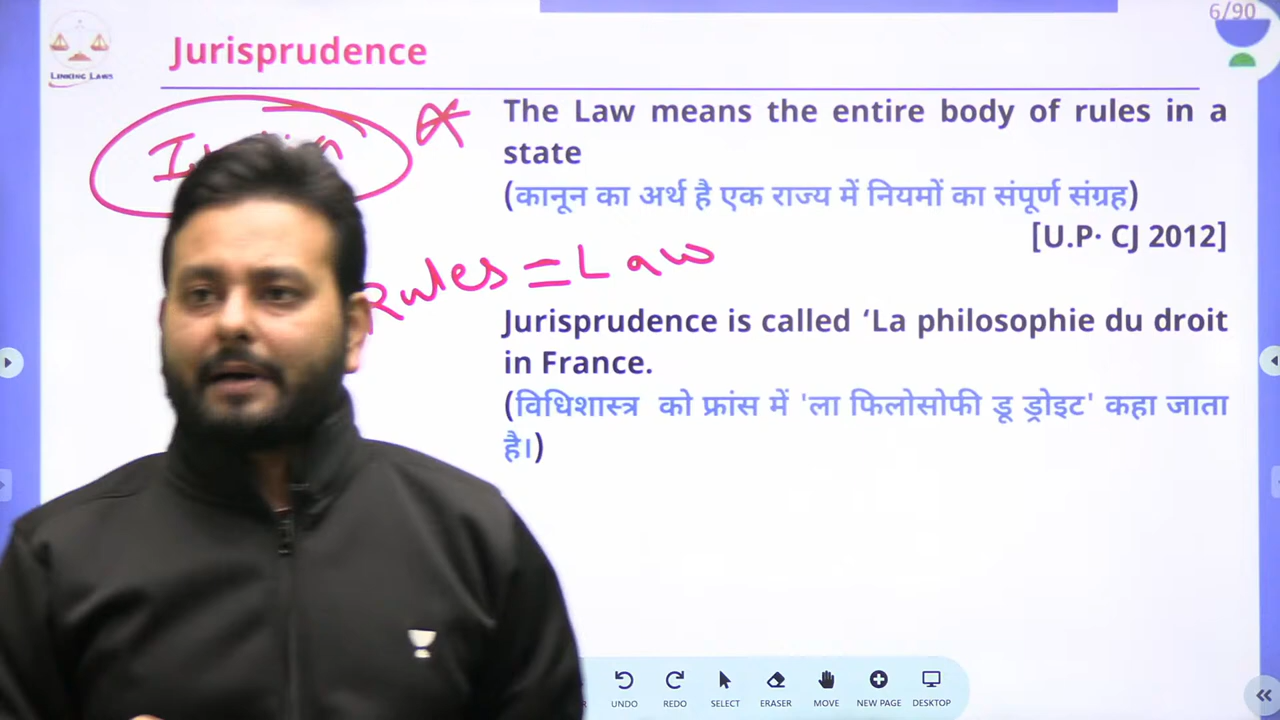 6/90
LINKING LAWS
Jurisprudence
The Law means the entire body of rules in a
state
(कानून का अर्थ है एक राज्य में नियमों का संपूर्ण संग्रह)
[U.P· CJ 2012]
Rules = Law
Jurisprudence is called ‘La philosophie du droit
in France.
(विधिशास्त्र को फ्रांस में 'ला फिलोसोफी डू ड्रोइट' कहा जाता
है।)
UNDO REDO SELECT ERASER MOVE NEW PAGE DESKTOP